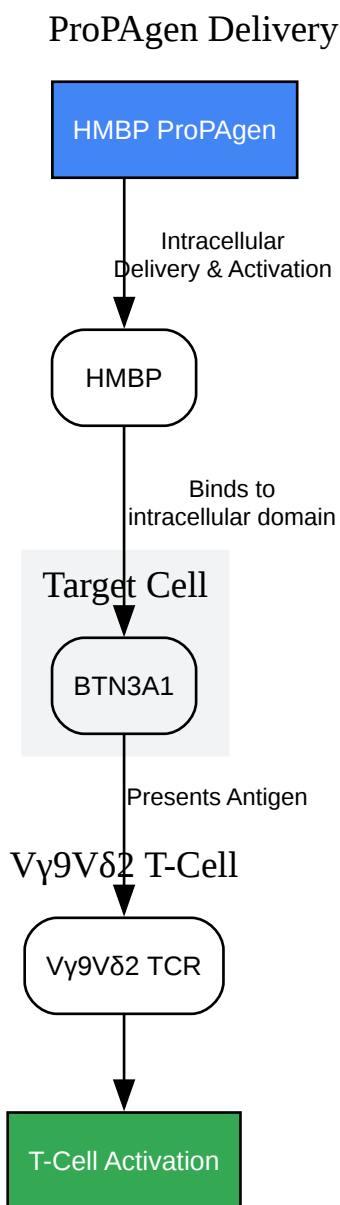 ProPAgen Delivery
HMBP ProPAgen
Intracellular
Delivery & Activation
HMBP
Binds to
intracellular domain
Target Cell
BTN3A1
Presents Antigen
Vγ9Vδ2 T-Cell
Vγ9Vδ2 TCR
T-Cell Activation